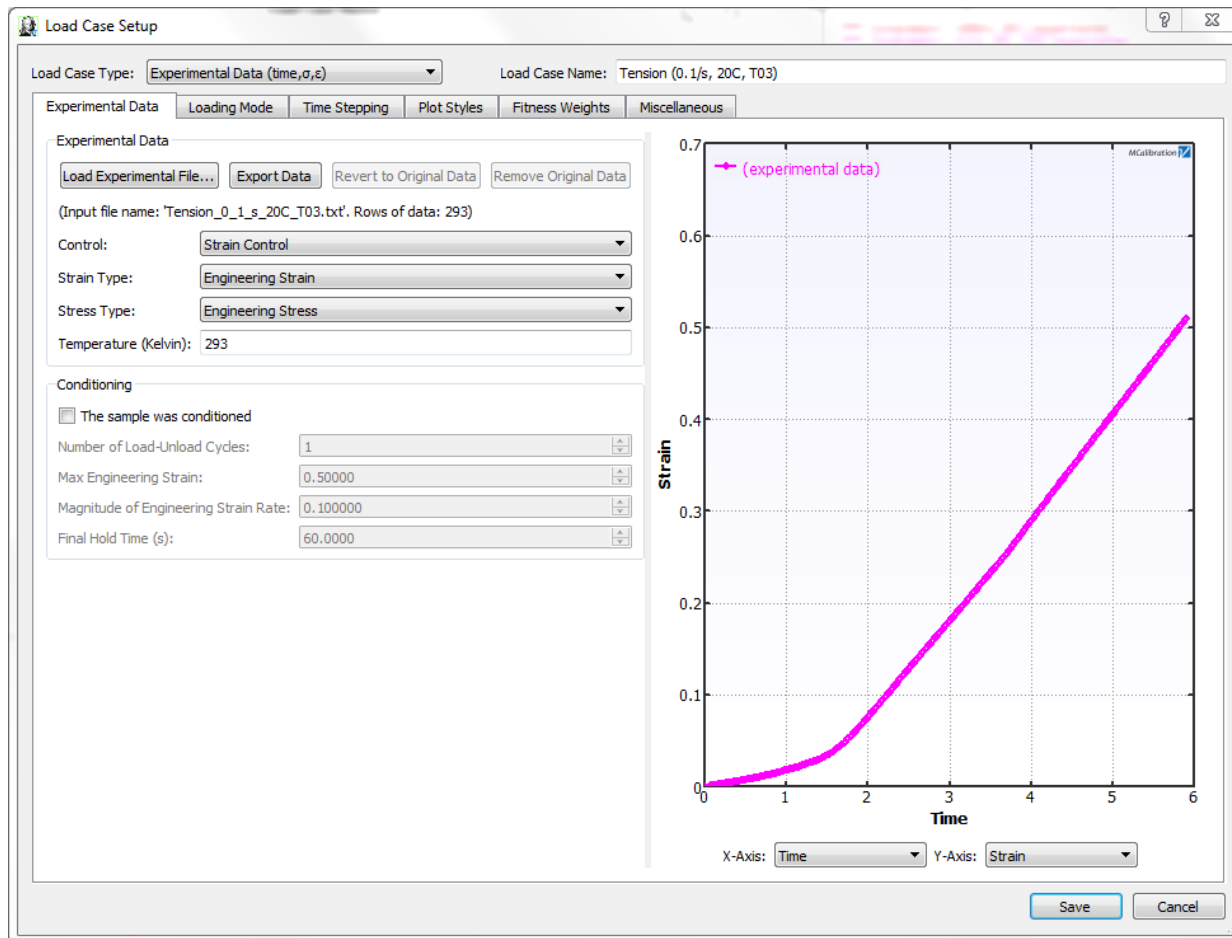 Load Case Setup
Load Case Type: Experimental Data (time,σ,ε) Load Case Name: Tension (0.1/s, 20C, T03)
Experimental Data Loading Mode Time Stepping Plot Styles Fitness Weights Miscellaneous
Experimental Data
Load Experimental File... Export Data Revert to Original Data Remove Original Data
(Input file name: 'Tension_0_1_s_20C_T03.txt'. Rows of data: 293)
Control: Strain Control
Strain Type: Engineering Strain
Stress Type: Engineering Stress
Temperature (Kelvin): 293
Conditioning
The sample was conditioned
Number of Load-Unload Cycles: 1
Max Engineering Strain: 0.50000
Magnitude of Engineering Strain Rate: 0.100000
Final Hold Time (s): 60.0000
MCalibration
(experimental data)
0.7
0.6
0.5
0.4
0.3
0.2
0.1
0
Strain
0 1 2 3 4 5 6
Time
X-Axis: Time Y-Axis: Strain
Save Cancel